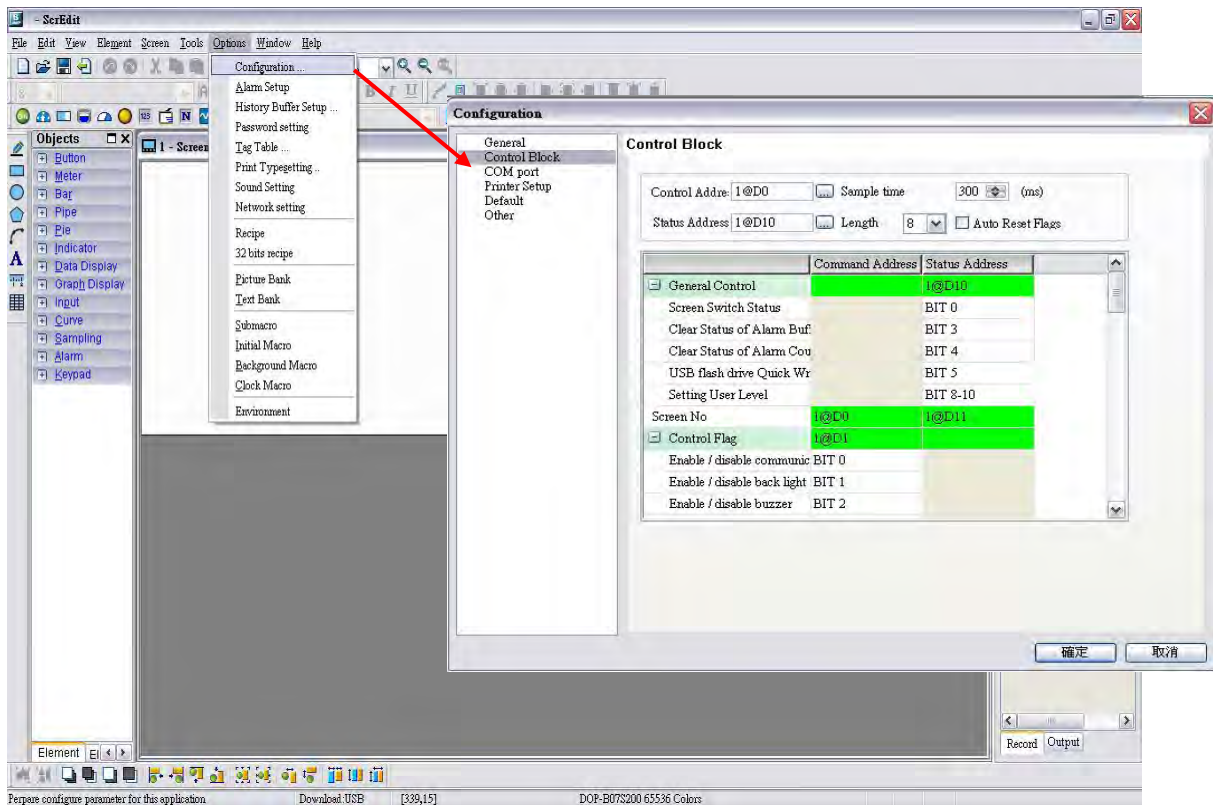 - ScrEdit
File Edit View Element Screen Tools Options Window Help
Configuration ...
Alarm Setup
History Buffer Setup ...
Password setting
Tag Table ...
Print Typesetting ..
Sound Setting
Network setting
Recipe
32 bits recipe
Picture Bank
Text Bank
Submacro
Initial Macro
Background Macro
Clock Macro
Environment
Objects
Button
Meter
Bar
Pipe
Pie
Indicator
Data Display
Graph Display
Input
Curve
Sampling
Alarm
Keypad
1 - Screen
Configuration
General
Control Block
COM port
Printer Setup
Default
Other
Control Block
Control Addre 1@D0 ... Sample time 300 (ms)
Status Address 1@D10 ... Length 8 Auto Reset Flags
Command Address Status Address
General Control 1@D10
Screen Switch Status BIT 0
Clear Status of Alarm Buf: BIT 3
Clear Status of Alarm Cou BIT 4
USB flash drive Quick Wr BIT 5
Setting User Level BIT 8-10
Screen No 1@D0 1@D11
Control Flag 1@D1
Enable / disable communic BIT 0
Enable / disable back light BIT 1
Enable / disable buzzer BIT 2
確定 取消
Element El
Record Output
Perpare configure parameter for this application Download:USB [339,15] DOP-B07S200 65536 Colors